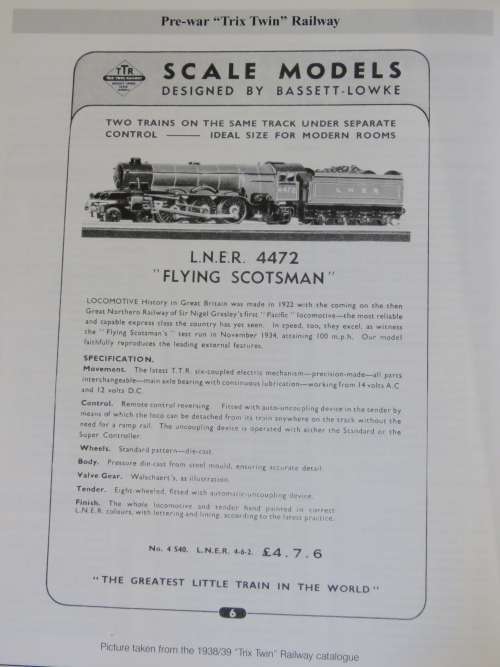 Pre-war “Trix Twin” Railway
TTR
SCALE MODELS
DESIGNED BY BASSETT-LOWKE
TWO TRAINS ON THE SAME TRACK UNDER SEPARATE
CONTROL —— IDEAL SIZE FOR MODERN ROOMS
4472
L N E R
L.N.E.R. 4472
"FLYING SCOTSMAN"
LOCOMOTIVE History in Great Britain was made in 1922 with the coming on the then
Great Northern Railway of Sir Nigel Gresley's first "Pacific" locomotive—the most reliable
and capable express class the country has yet seen. In speed, too, they excel, as witness
the "Flying Scotsman's" test run in November 1934, attaining 100 m.p.h. Our model
faithfully reproduces the leading external features.
SPECIFICATION.
Movement. The latest T.T.R. six-coupled electric mechanism—precision-made—all parts
interchangeable—main axle bearing with continuous lubrication—working from 14 volts A.C
and 12 volts D.C.
Control. Remote control reversing. Fitted with auto-uncoupling device in the tender by
means of which the loco can be detached from its train anywhere on the track without the
need for a ramp rail. The uncoupling device is operated with either the Standard or the
Super Controller.
Wheels. Standard pattern—die-cast.
Body. Pressure die-cast from steel mould, ensuring accurate detail.
Valve Gear. Walschaert's, as illustration.
Tender. Eight-wheeled, fitted with automatic-uncoupling device.
Finish. The whole locomotive and tender hand painted in correct
L.N.E.R. colours, with lettering and lining, according to the latest practice.
No. 4 540. L.N.E.R. 4-6-2. £4.7.6
"THE GREATEST LITTLE TRAIN IN THE WORLD"
6
Picture taken from the 1938/39 “Trix Twin” Railway catalogue